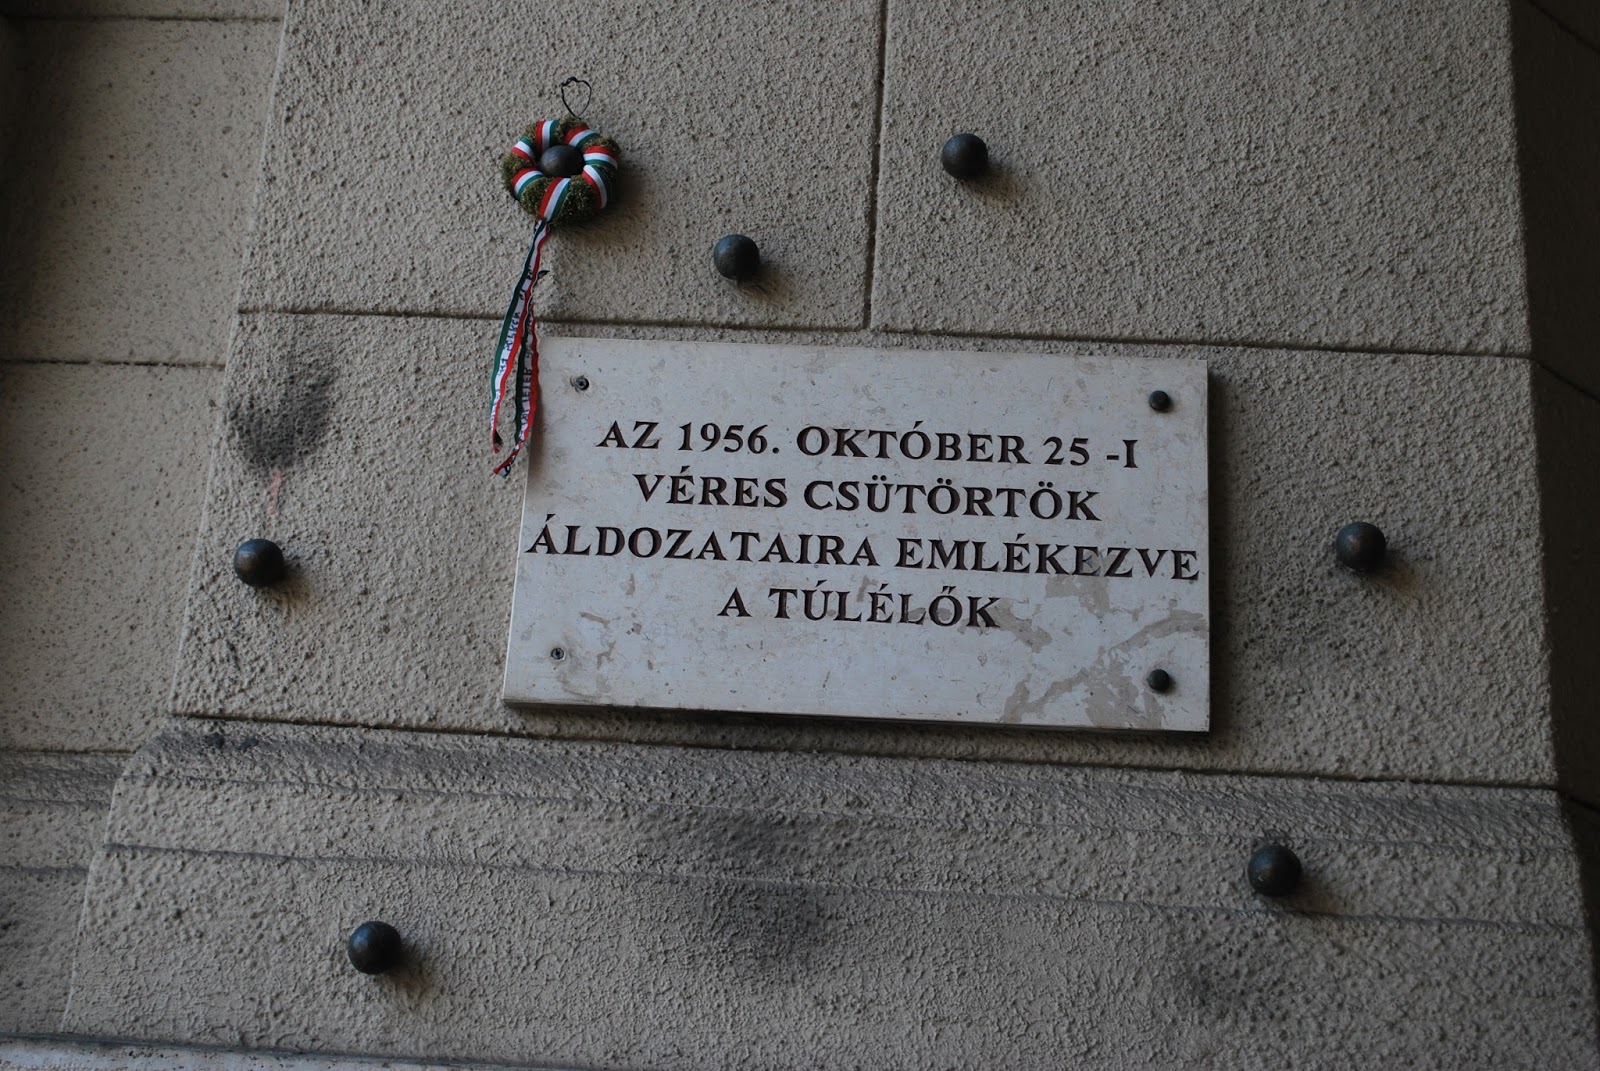 AZ 1956. OKTÓBER 25 -I
VÉRES CSÜTÖRTÖK
ÁLDOZATAIRA EMLÉKEZVE
A TÚLÉLŐK